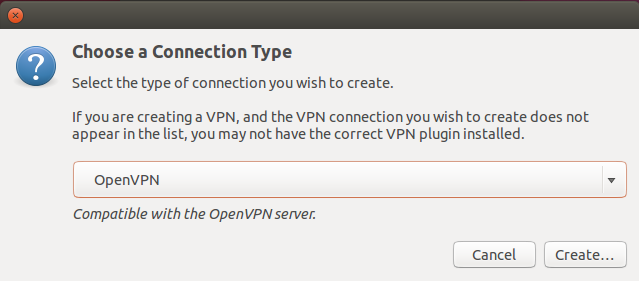 Choose a Connection Type
Select the type of connection you wish to create.
If you are creating a VPN, and the VPN connection you wish to create does not
appear in the list, you may not have the correct VPN plugin installed.
OpenVPN
Compatible with the OpenVPN server.
Cancel
Create...